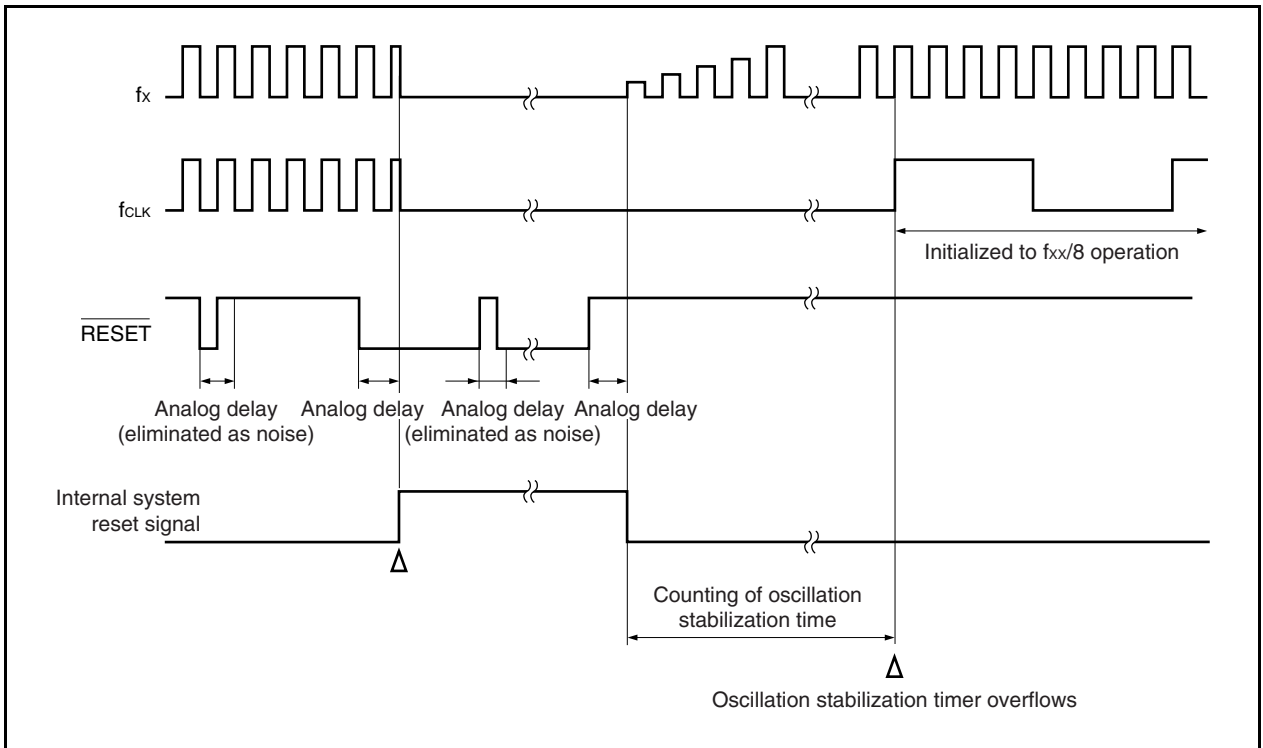 fX
fCLK
Initialized to fXX/8 operation
RESET
Analog delay
(eliminated as noise)
Analog delay
Analog delay
(eliminated as noise)
Analog delay
Internal system
reset signal
Counting of oscillation
stabilization time
Oscillation stabilization timer overflows